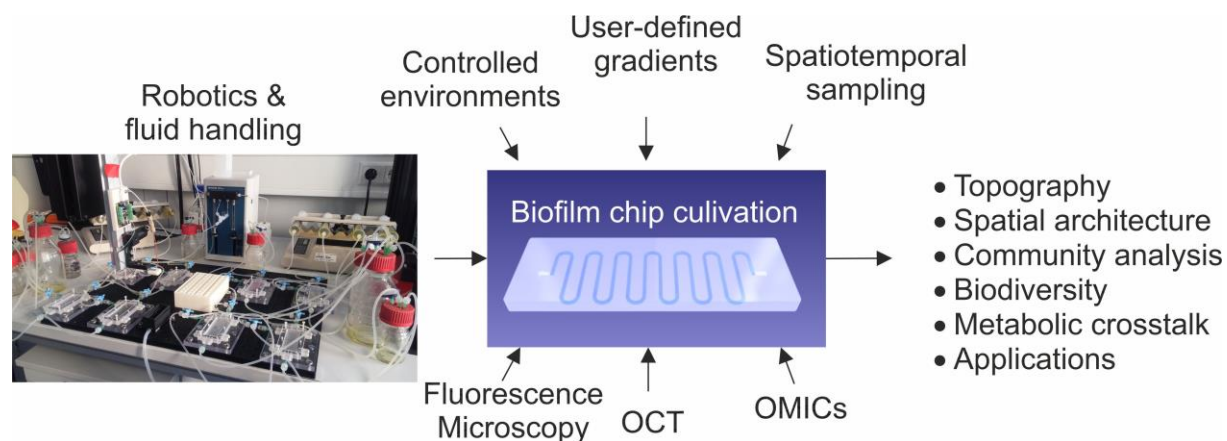 Robotics &
fluid handling
Controlled
environments
User-defined
gradients
Spatiotemporal
sampling
Biofilm chip culivation
Fluorescence
Microscopy
OCT
OMICs
• Topography
• Spatial architecture
• Community analysis
• Biodiversity
• Metabolic crosstalk
• Applications